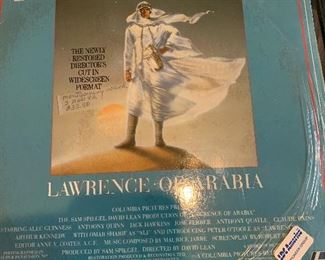 THE NEWLY
RESTORED
DIRECTOR'S
CUT IN
WIDESCREEN
FORMAT
LAWRENCE OF ARABIA
COLUMBIA PICTURES
THE SAM SPIEGEL, DAVID LEAN PRODUCTION OF "LAWRENCE OF ARABIA"
STARRING ALEC GUINNESS ANTHONY QUINN JACK HAWKINS JOSE FERRER ANTHONY QUAYLE CLAUDE RAINS
ARTHUR KENNEDY WITH OMAR SHARIF AS "ALI" AND INTRODUCING PETER O'TOOLE AS "LAWRENCE"
EDITOR ANNE V. COATES A.C.E. MUSIC COMPOSED BY MAURICE JARRE SCREENPLAY BY ROBERT
PRODUCED BY SAM SPIEGEL DIRECTED BY DAVID LEAN A COLUMBIA